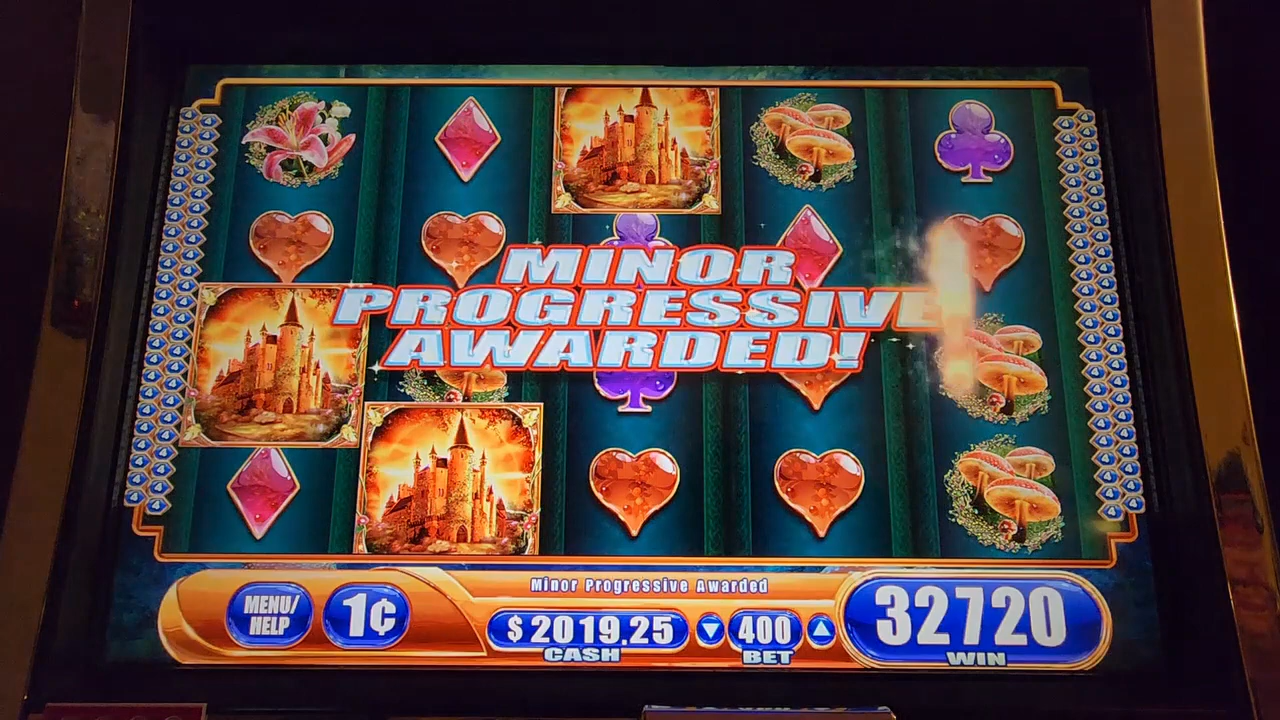 MINOR
PROGRESSIVE
AWARDED!
Minor Progressive Awarded
MENU/
HELP
1¢
$2019.25
CASH
400
BET
32720
WIN